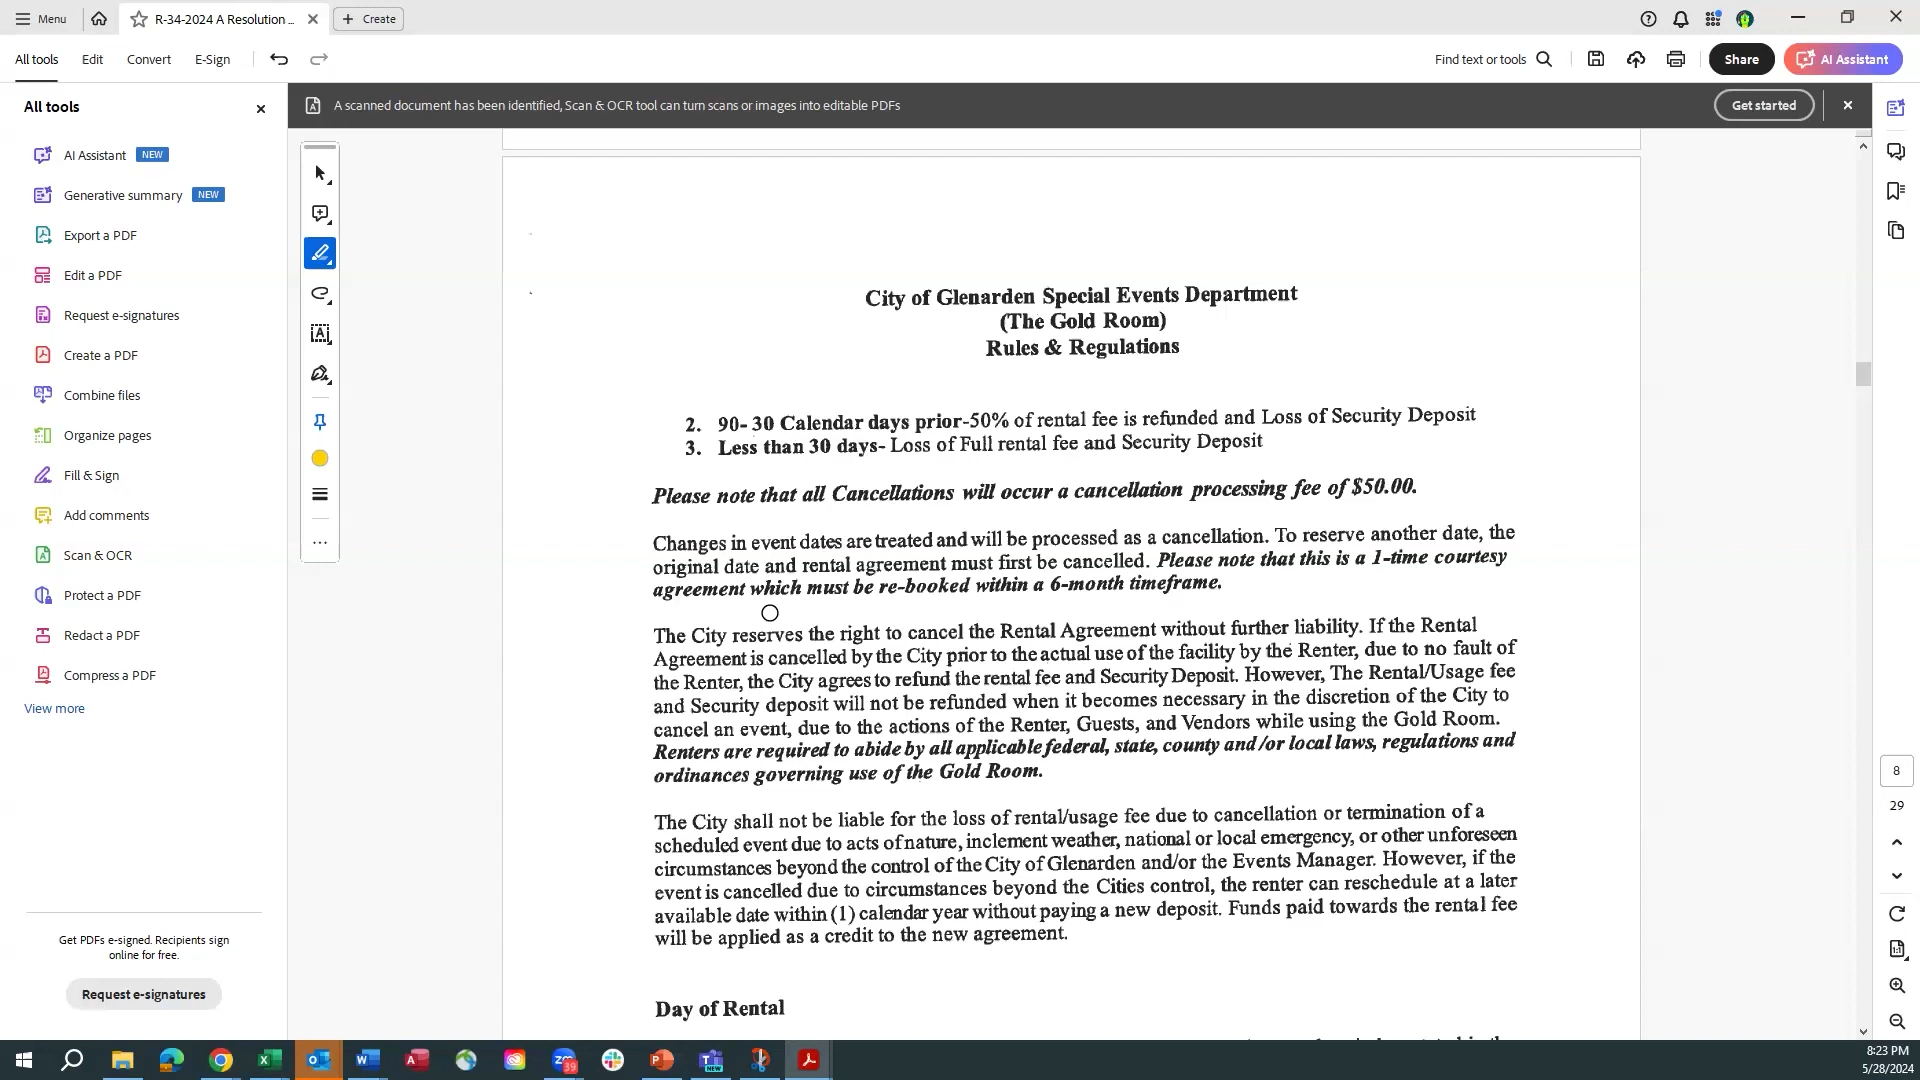 Menu
R-34-2024 A Resolution ...
Create
All tools
Edit
Convert
E-Sign
Find text or tools
Share
AI Assistant
All tools
A scanned document has been identified, Scan & OCR tool can turn scans or images into editable PDFs
Get started
AI Assistant NEW
Generative summary NEW
Export a PDF
Edit a PDF
Request e-signatures
Create a PDF
Combine files
Organize pages
Fill & Sign
Add comments
Scan & OCR
Protect a PDF
Redact a PDF
Compress a PDF
View more
Get PDFs e-signed. Recipients sign
online for free.
Request e-signatures
City of Glenarden Special Events Department
(The Gold Room)
Rules & Regulations
2. 90- 30 Calendar days prior-50% of rental fee is refunded and Loss of Security Deposit
3. Less than 30 days- Loss of Full rental fee and Security Deposit
Please note that all Cancellations will occur a cancellation processing fee of $50.00.
Changes in event dates are treated and will be processed as a cancellation. To reserve another date, the
original date and rental agreement must first be cancelled. Please note that this is a 1-time courtesy
agreement which must be re-booked within a 6-month timeframe.
The City reserves the right to cancel the Rental Agreement without further liability. If the Rental
Agreement is cancelled by the City prior to the actual use of the facility by the Renter, due to no fault of
the Renter, the City agrees to refund the rental fee and Security Deposit. However, The Rental/Usage fee
and Security deposit will not be refunded when it becomes necessary in the discretion of the City to
cancel an event, due to the actions of the Renter, Guests, and Vendors while using the Gold Room.
Renters are required to abide by all applicable federal, state, county and/or local laws, regulations and
ordinances governing use of the Gold Room.
The City shall not be liable for the loss of rental/usage fee due to cancellation or termination of a
scheduled event due to acts of nature, inclement weather, national or local emergency, or other unforeseen
circumstances beyond the control of the City of Glenarden and/or the Events Manager. However, if the
event is cancelled due to circumstances beyond the Cities control, the renter can reschedule at a later
available date within (1) calendar year without paying a new deposit. Funds paid towards the rental fee
will be applied as a credit to the new agreement.
Day of Rental
8
29
8:23 PM
5/28/2024